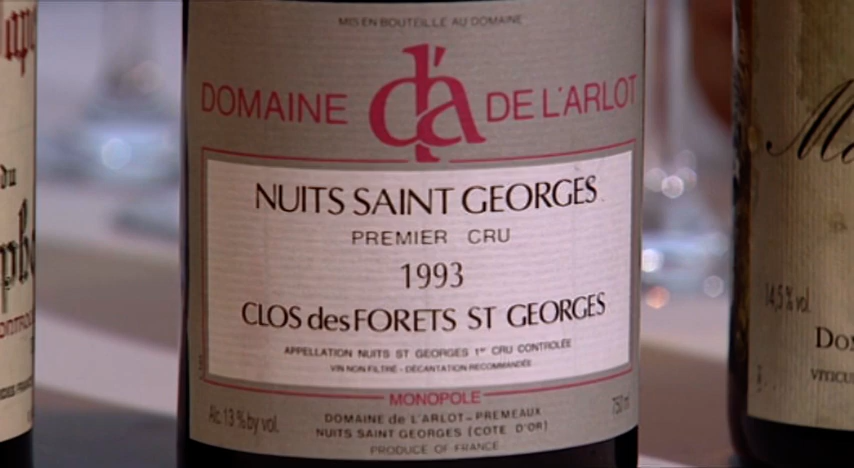 MIS EN BOUTEILLE AU DOMAINE
DOMAINE d'a DE L'ARLOT
NUITS SAINT GEORGES
PREMIER CRU
1993
CLOS des FORETS ST GEORGES
APPELLATION NUITS ST GEORGES 1er CRU CONTROLÉE
VIN NON FILTRÉ - DÉCANTATION RECOMMANDÉE
MONOPOLE
Alc. 13 % by vol.
DOMAINE de L'ARLOT-PREMEAUX
750 ml
NUITS SAINT GEORGES (COTE D'OR)
PRODUCE OF FRANCE
du
14,5 % vol.